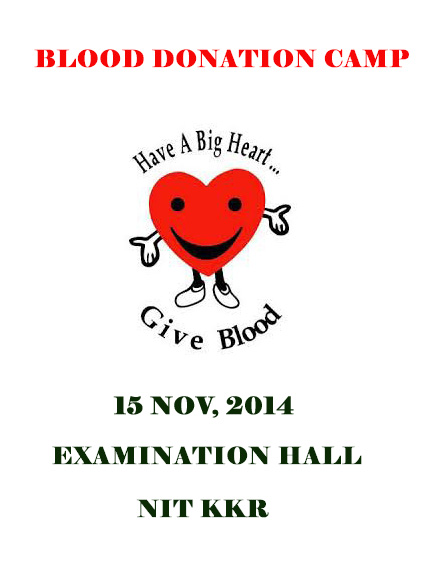 BLOOD DONATION CAMP
Have A Big Heart...
Give Blood
15 NOV, 2014
EXAMINATION HALL
NIT KKR